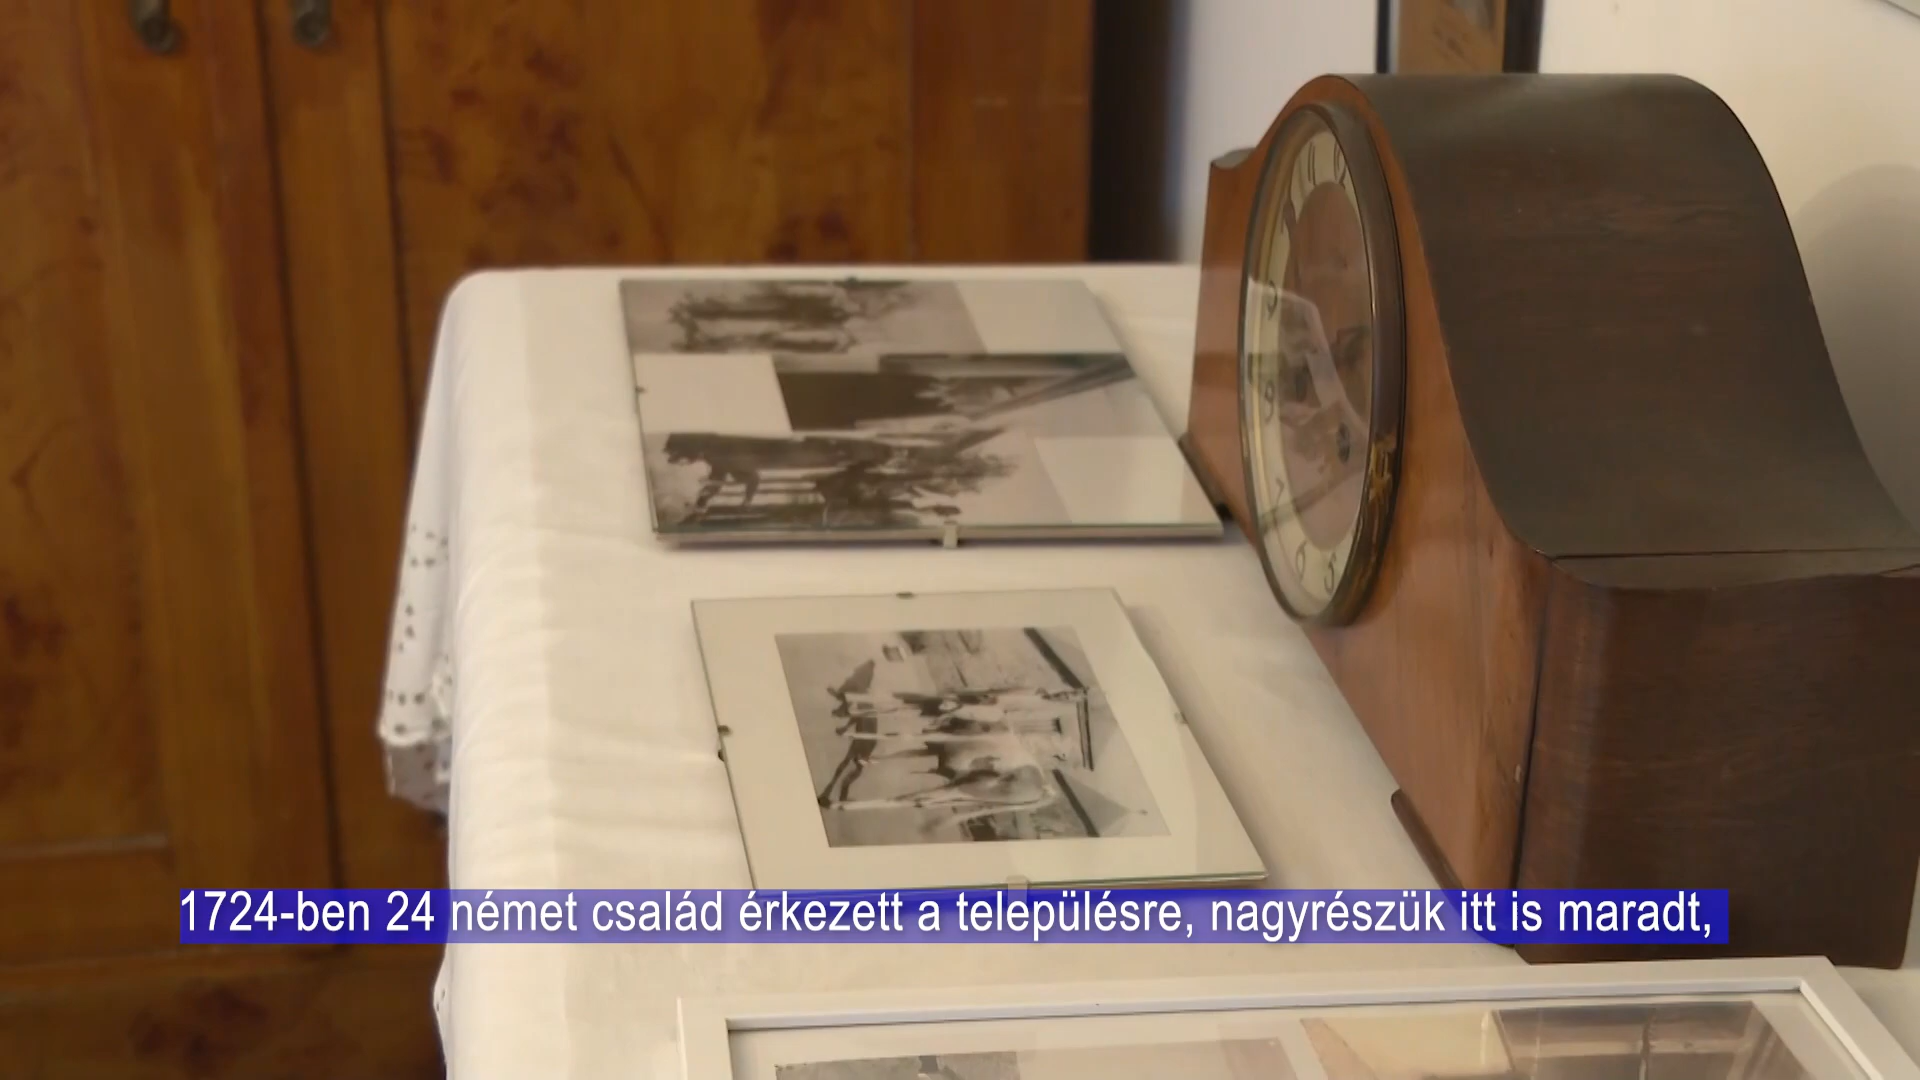 1724-ben 24 német család érkezett a településre, nagyrészük itt is maradt,